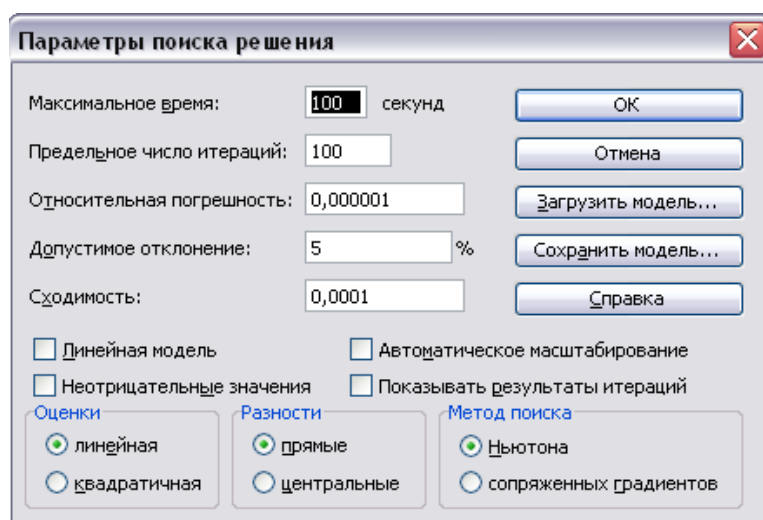 Параметры поиска решения
Максимальное время: 100 секунд
ОК
Предельное число итераций: 100
Отмена
Относительная погрешность: 0,000001
Загрузить модель...
Допустимое отклонение: 5 %
Сохранить модель...
Сходимость: 0,0001
Справка
Линейная модель
Автоматическое масштабирование
Неотрицательные значения
Показывать результаты итераций
Оценки
линейная
квадратичная
Разности
прямые
центральные
Метод поиска
Ньютона
сопряженных градиентов